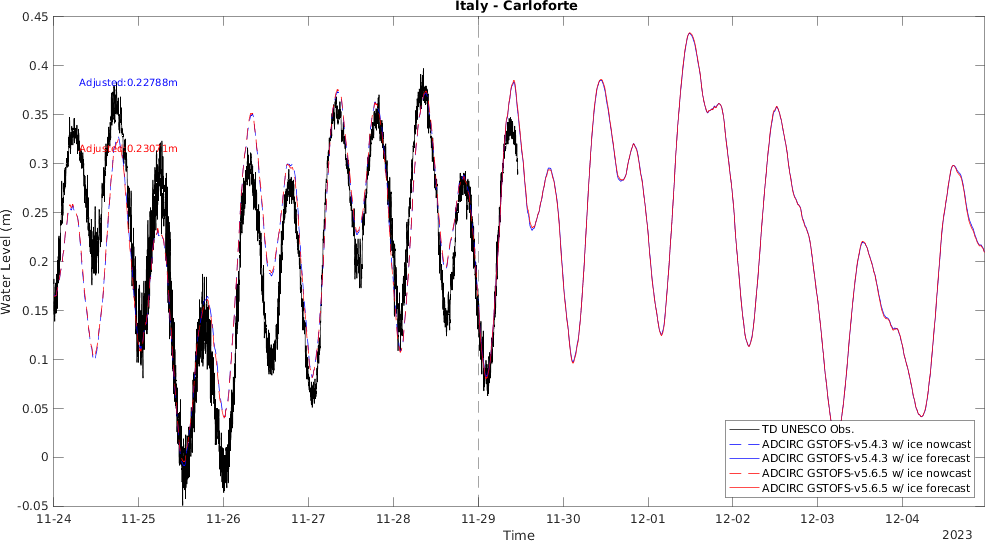 Italy - Carloforte
0.45
0.4
0.35
0.3
0.25
0.2
0.15
0.1
0.05
0
-0.05
Water Level (m)
Adjusted:0.22788m
TD UNESCO Obs.
ADCIRC GSTOFS-v5.4.3 w/ ice nowcast
ADCIRC GSTOFS-v5.4.3 w/ ice forecast
ADCIRC GSTOFS-v5.6.5 w/ ice nowcast
ADCIRC GSTOFS-v5.6.5 w/ ice forecast
11-24 11-25 11-26 11-27 11-28 11-29 11-30 12-01 12-02 12-03 12-04
Time
2023